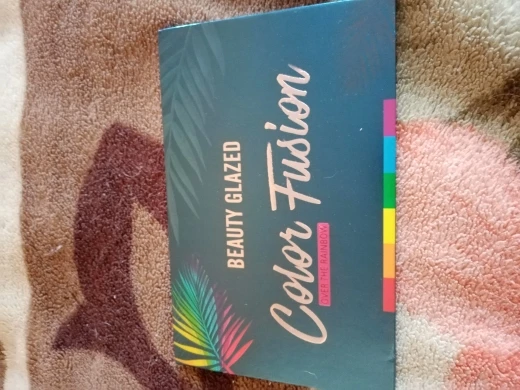 BEAUTY GLAZED
Color Fusion
OVER THE RAINBOW